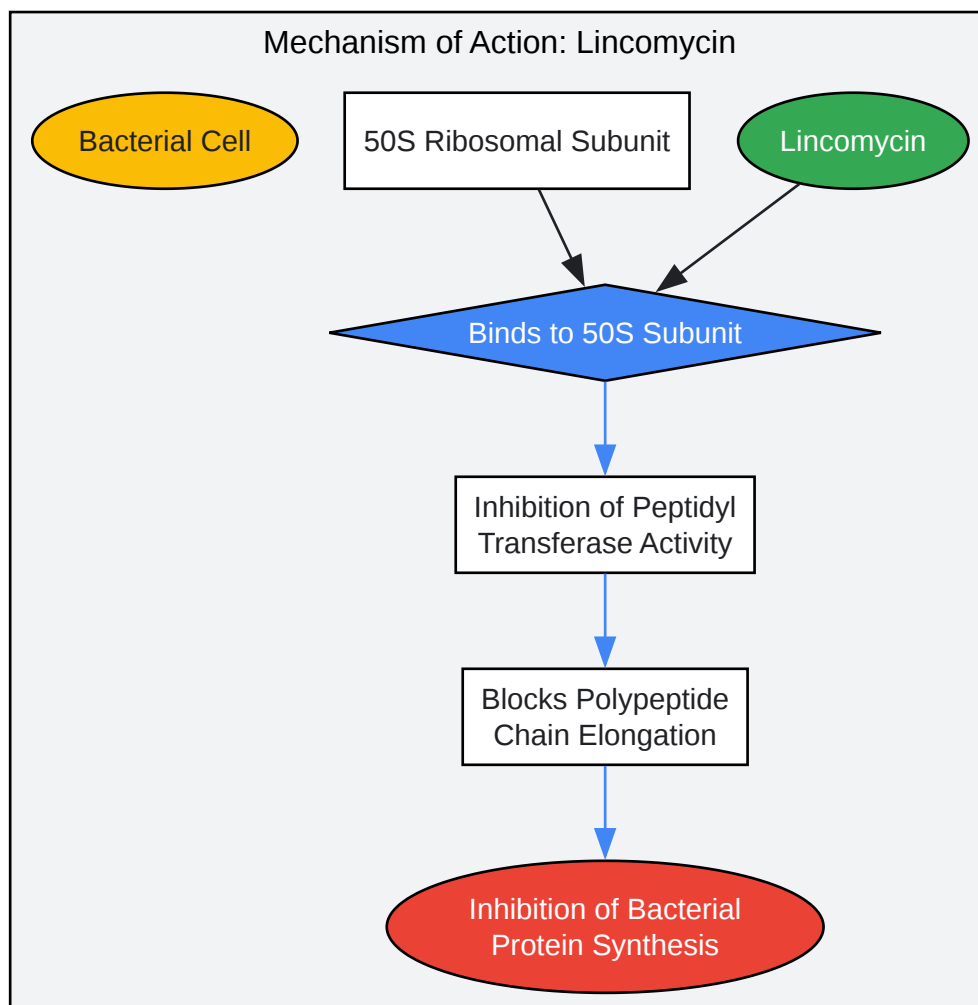 Mechanism of Action: Lincomycin
Bacterial Cell
50S Ribosomal Subunit
Lincomycin
Binds to 50S Subunit
Inhibition of Peptidyl
Transferase Activity
Blocks Polypeptide
Chain Elongation
Inhibition of Bacterial
Protein Synthesis